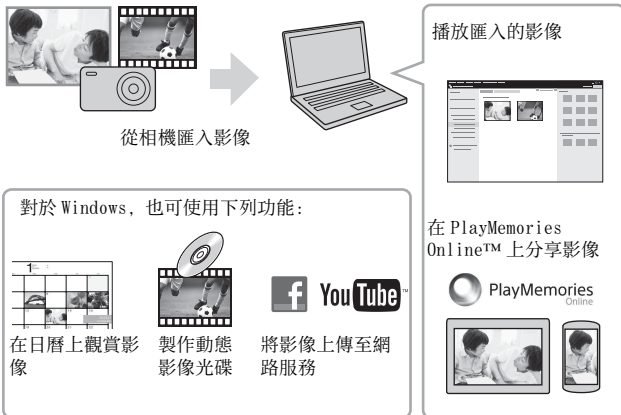 從相機匯入影像
播放匯入的影像
對於 Windows, 也可使用下列功能:
1
在日曆上觀賞影
像
製作動態
影像光碟
f YouTube™
將影像上傳至網
路服務
在 PlayMemories
Online™ 上分享影像
PlayMemories
Online